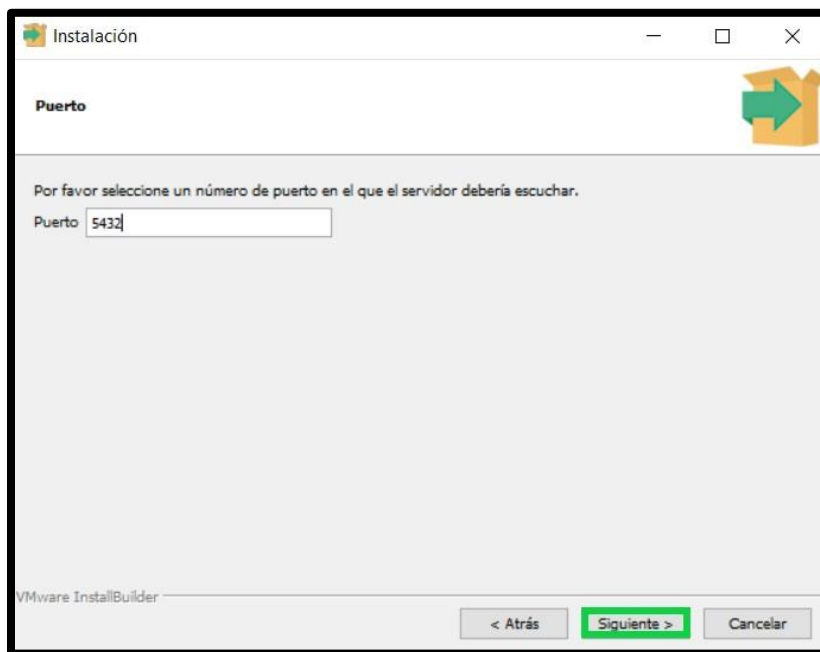 Instalación
Puerto
Por favor seleccione un número de puerto en el que el servidor debería escuchar.
Puerto 5432
VMware InstallBuilder
< Atrás Siguiente > Cancelar